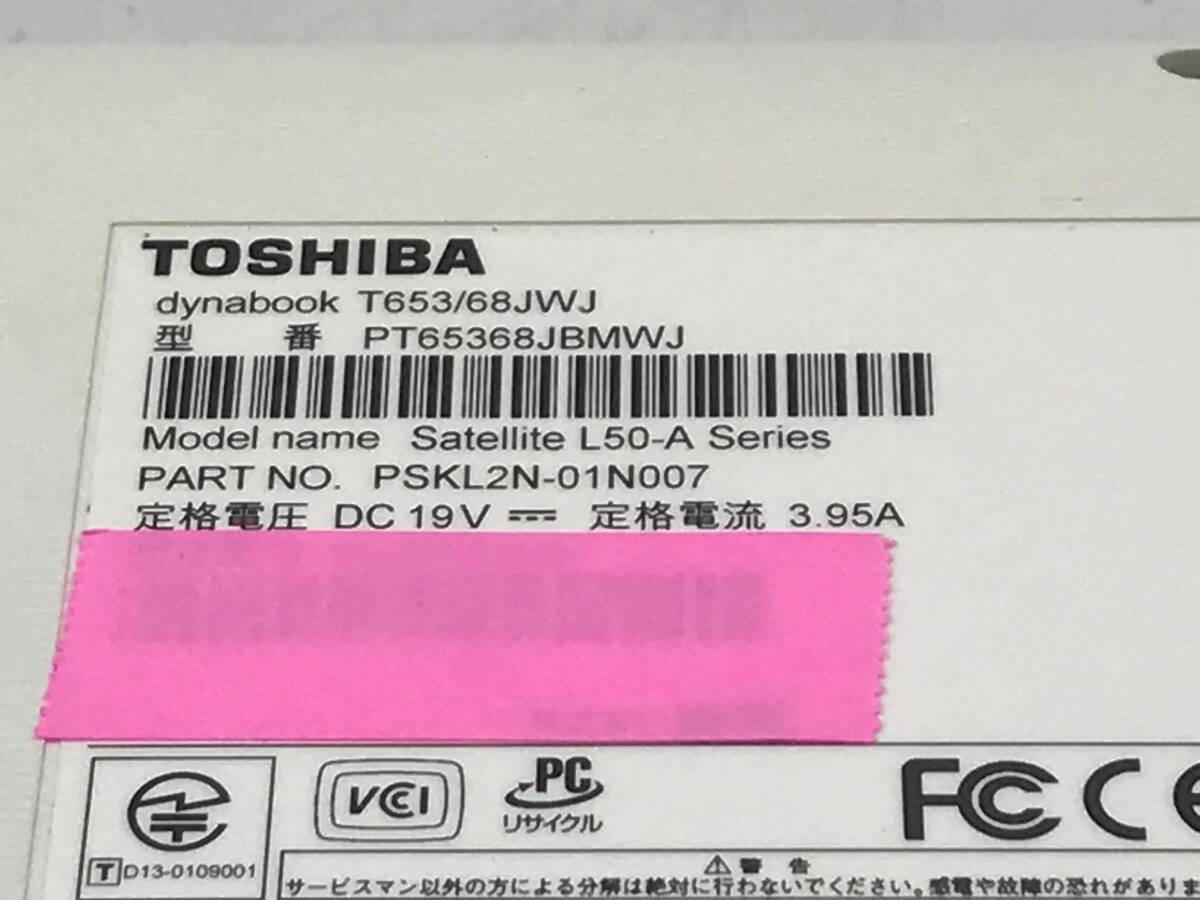 TOSHIBA
dynabook T653/68JWJ
型 番 PT65368JBMWJ
Model name Satellite L50-A Series
PART NO. PSKL2N-01N007
定格電圧 DC 19V 定格電流 3.95A
VCCI
PC
リサイクル
FC CE
T D13-0109001
⚠ 警 告
サービスマン以外の方による分解は絶対に行わないでください。感電や故障の恐れがありま